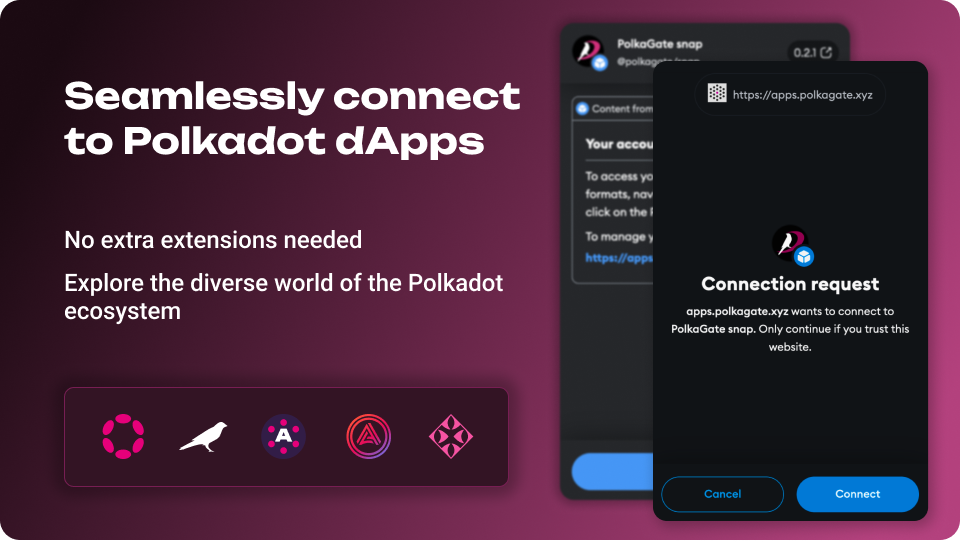 Seamlessly connect
to Polkadot dApps
No extra extensions needed
Explore the diverse world of the Polkadot
ecosystem
A
PolkaGate snap
@polkagate/snap
0.2.1
Content from
Your accou
To access yo
formats, nav
click on the
To manage y
https://apps
https://apps.polkagate.xyz
Connection request
apps.polkagate.xyz wants to connect to
PolkaGate snap. Only continue if you trust this
website.
Cancel
Connect